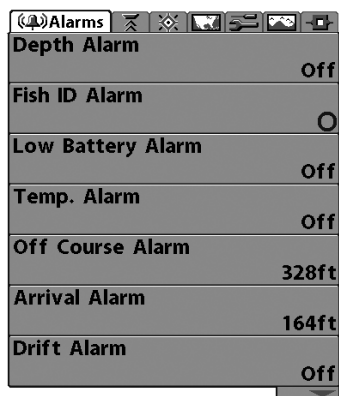 Alarms
Depth Alarm
Off
Fish ID Alarm
Low Battery Alarm
Off
Temp. Alarm
Off
Off Course Alarm
328ft
Arrival Alarm
164ft
Drift Alarm
Off